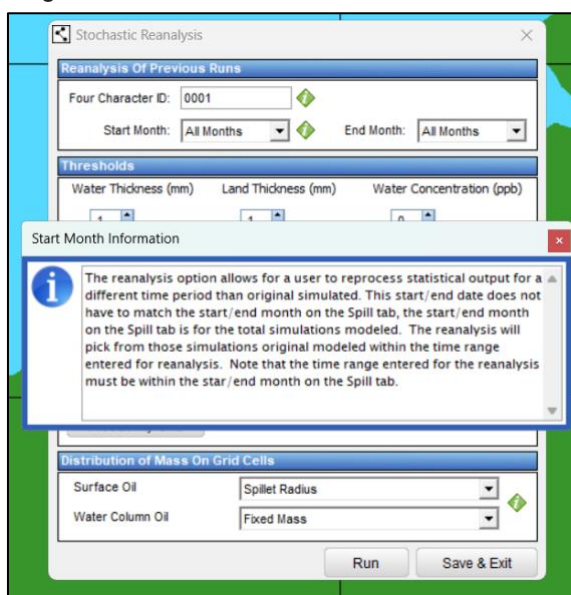 Stochastic Reanalysis
Reanalysis Of Previous Runs
Four Character ID: 0001
Start Month: All Months End Month: All Months
Thresholds
Water Thickness (mm) Land Thickness (mm) Water Concentration (ppb)
1 1 0
Start Month Information
The reanalysis option allows for a user to reprocess statistical output for a
different time period than original simulated. This start/end date does not
have to match the start/end month on the Spill tab, the start/end month
on the Spill tab is for the total simulations modeled. The reanalysis will
pick from those simulations original modeled within the time range
entered for reanalysis. Note that the time range entered for the reanalysis
must be within the star/end month on the Spill tab.
Distribution of Mass On Grid Cells
Surface Oil Spillet Radius
Water Column Oil Fixed Mass
Run Save & Exit